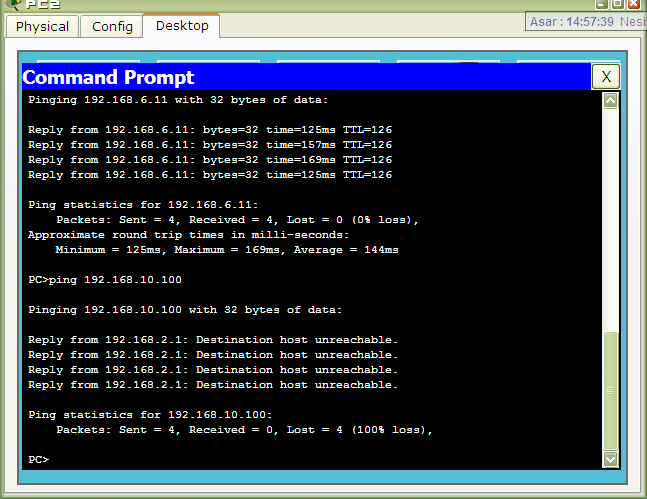 PC2
Physical Config Desktop
Asar : 14:57:39 Nesi
Command Prompt X
Pinging 192.168.6.11 with 32 bytes of data:
Reply from 192.168.6.11: bytes=32 time=125ms TTL=126
Reply from 192.168.6.11: bytes=32 time=157ms TTL=126
Reply from 192.168.6.11: bytes=32 time=169ms TTL=126
Reply from 192.168.6.11: bytes=32 time=125ms TTL=126
Ping statistics for 192.168.6.11:
Packets: Sent = 4, Received = 4, Lost = 0 (0% loss),
Approximate round trip times in milli-seconds:
Minimum = 125ms, Maximum = 169ms, Average = 144ms
PC>ping 192.168.10.100
Pinging 192.168.10.100 with 32 bytes of data:
Reply from 192.168.2.1: Destination host unreachable.
Reply from 192.168.2.1: Destination host unreachable.
Reply from 192.168.2.1: Destination host unreachable.
Reply from 192.168.2.1: Destination host unreachable.
Ping statistics for 192.168.10.100:
Packets: Sent = 4, Received = 0, Lost = 4 (100% loss),
PC>